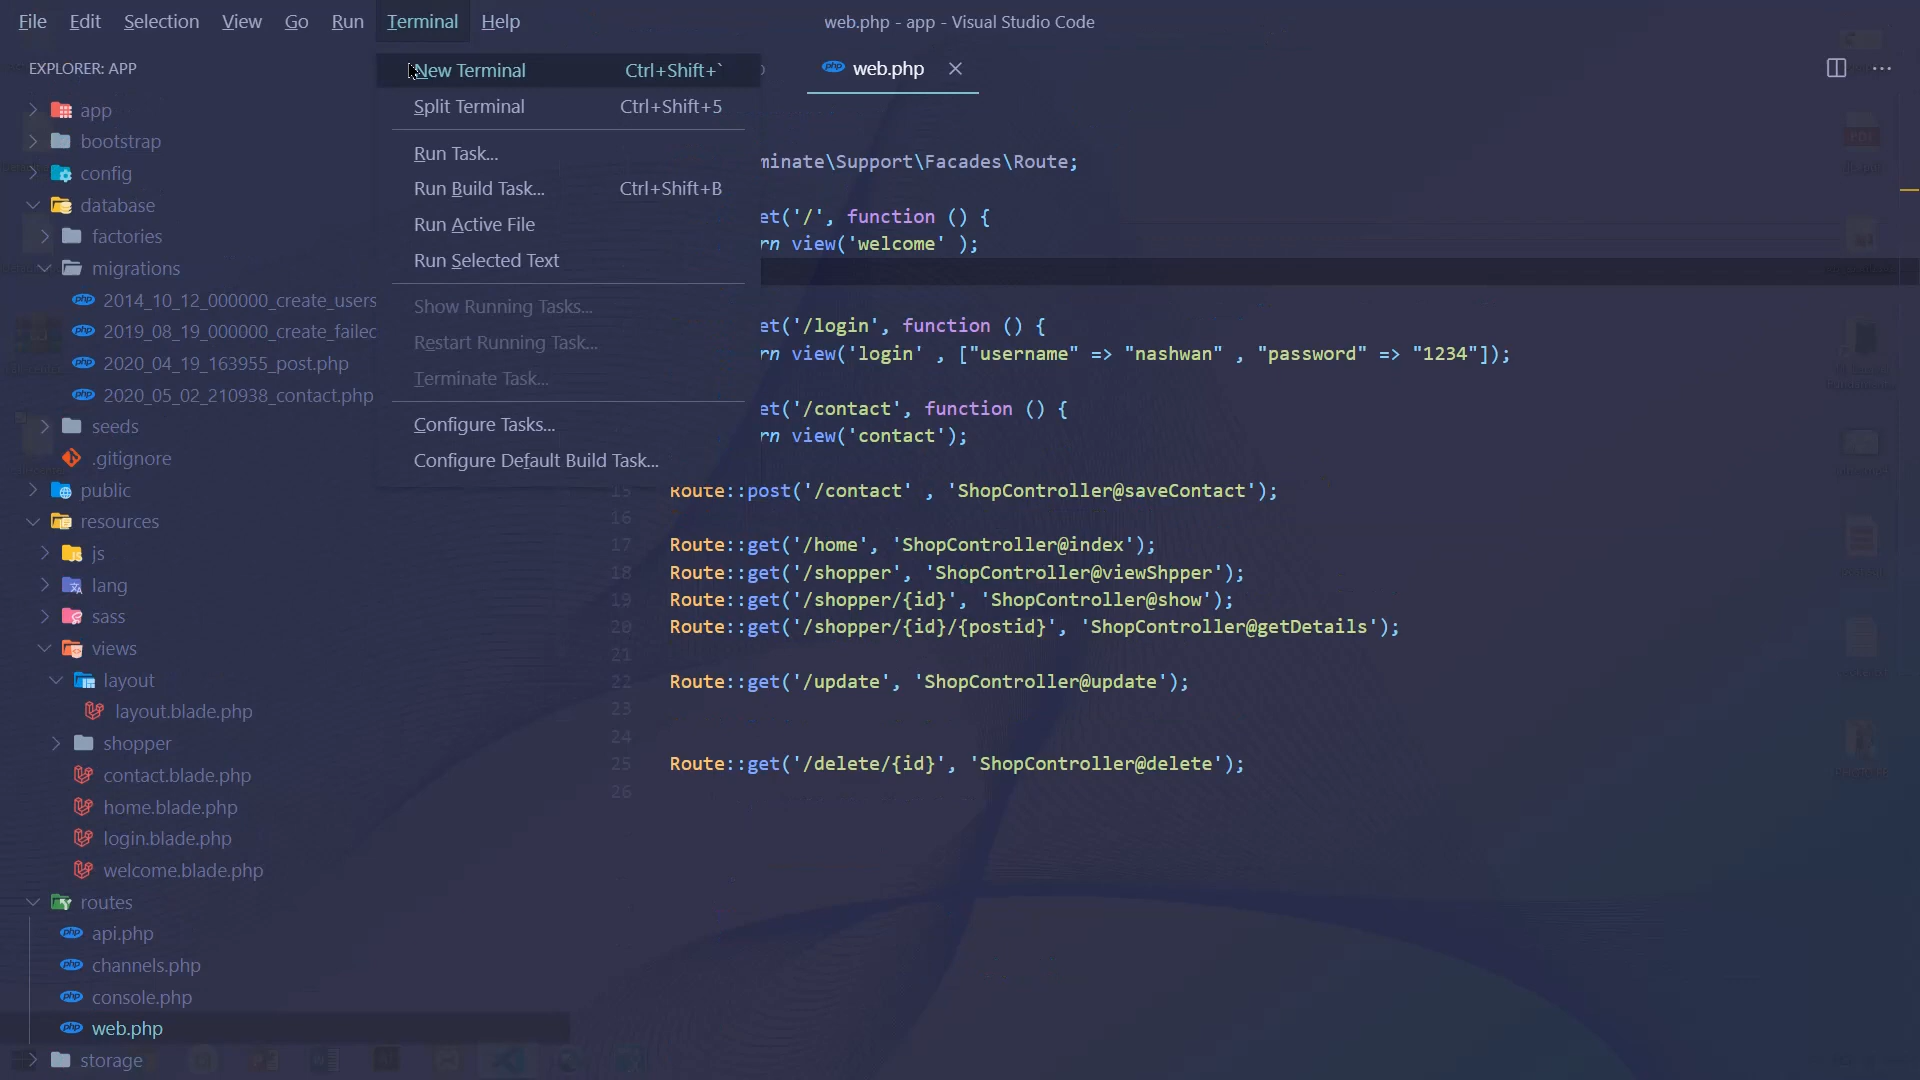 File Edit Selection View Go Run Terminal Help
web.php - app - Visual Studio Code
EXPLORER: APP
app
bootstrap
config
database
factories
migrations
2014_10_12_000000_create_users
2019_08_19_000000_create_failed
2020_04_19_163955_post.php
2020_05_02_210938_contact.php
seeds
.gitignore
public
resources
js
lang
sass
views
layout
layout.blade.php
shopper
contact.blade.php
home.blade.php
login.blade.php
welcome.blade.php
routes
api.php
channels.php
console.php
web.php
storage
New Terminal Ctrl+Shift+`
Split Terminal Ctrl+Shift+5
Run Task...
Run Build Task... Ctrl+Shift+B
Run Active File
Run Selected Text
Show Running Tasks...
Restart Running Task...
Terminate Task...
Configure Tasks...
Configure Default Build Task...
php web.php
minate\Support\Facades\Route;
et('/', function () {
rn view('welcome' );
et('/login', function () {
rn view('login' , ["username" => "nashwan" , "password" => "1234"]);
et('/contact', function () {
rn view('contact');
15 Route::post('/contact' , 'ShopController@saveContact');
16
17 Route::get('/home', 'ShopController@index');
18 Route::get('/shopper', 'ShopController@viewShpper');
19 Route::get('/shopper/{id}', 'ShopController@show');
20 Route::get('/shopper/{id}/{postid}', 'ShopController@getDetails');
21
22 Route::get('/update', 'ShopController@update');
23
24
25 Route::get('/delete/{id}', 'ShopController@delete');
26